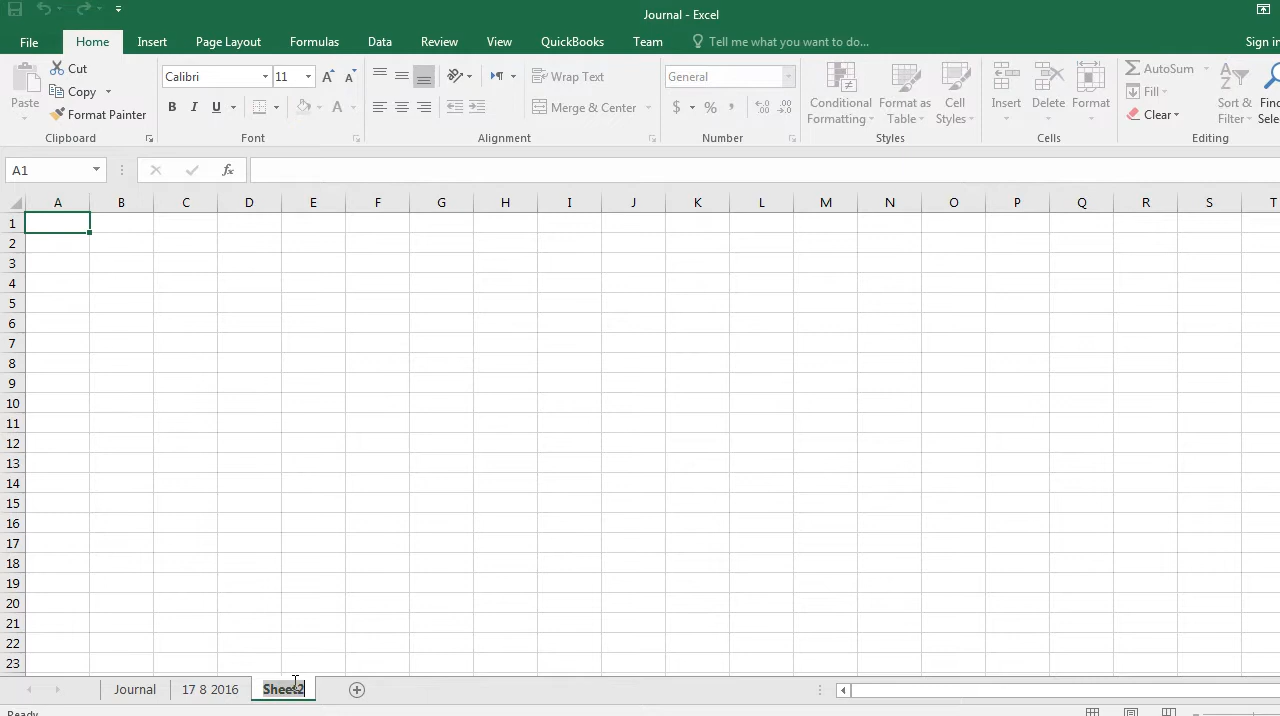 Journal - Excel
File Home Insert Page Layout Formulas Data Review View QuickBooks Team Tell me what you want to do... Sign in
Paste Cut Copy Format Painter Clipboard
Calibri 11 B I U A Font
Wrap Text Merge & Center Alignment
General $ % , Number
Conditional Formatting Format as Table Cell Styles Styles
Insert Delete Format Cells
AutoSum Fill Clear Sort & Filter Editing
A1 fx
A B C D E F G H I J K L M N O P Q R S T
1
2
3
4
5
6
7
8
9
10
11
12
13
14
15
16
17
18
19
20
21
22
23
Journal 17 8 2016 Sheet2
Ready